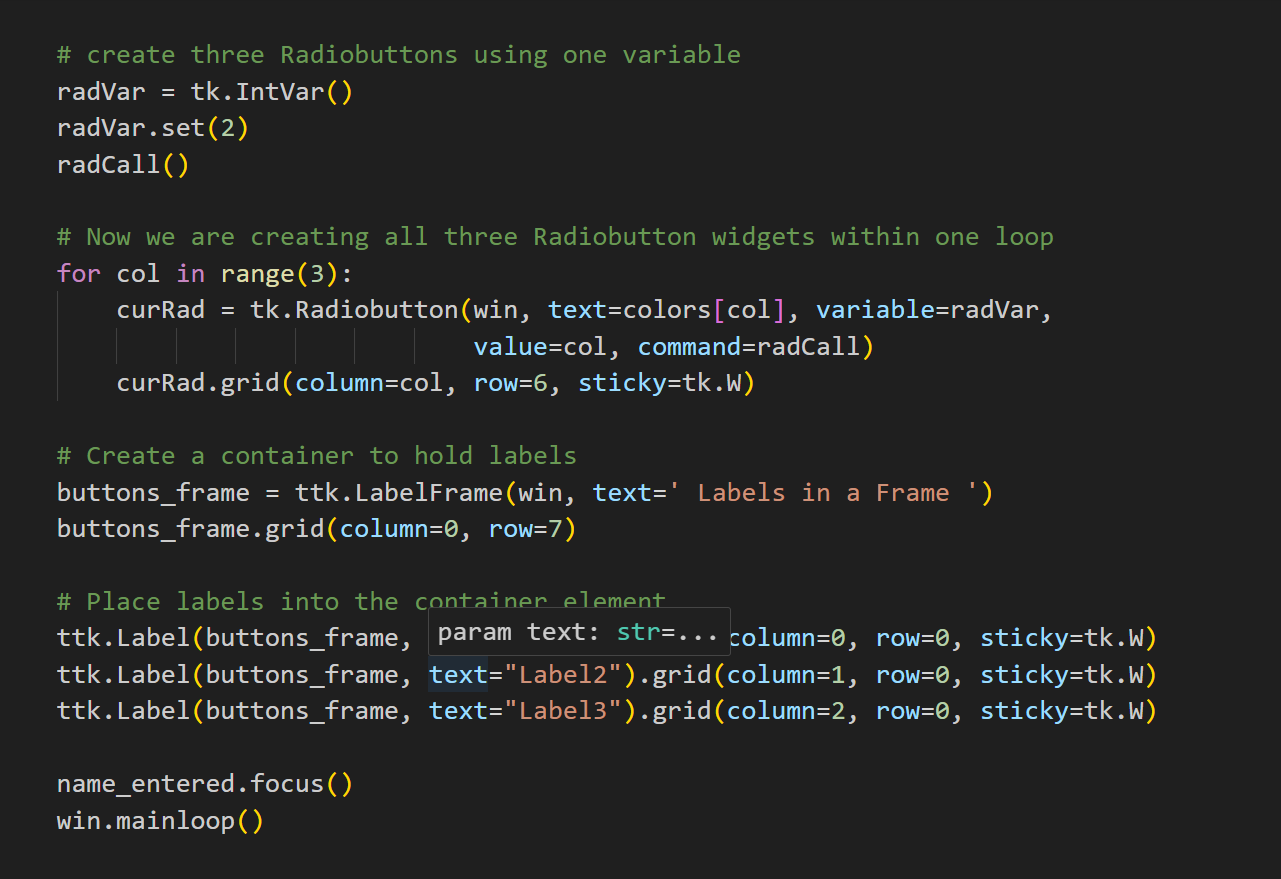 # create three Radiobuttons using one variable
radVar = tk.IntVar()
radVar.set(2)
radCall()
# Now we are creating all three Radiobutton widgets within one loop
for col in range(3):
    curRad = tk.Radiobutton(win, text=colors[col], variable=radVar,
                            value=col, command=radCall)
    curRad.grid(column=col, row=6, sticky=tk.W)
# Create a container to hold labels
buttons_frame = ttk.LabelFrame(win, text=' Labels in a Frame ')
buttons_frame.grid(column=0, row=7)
# Place labels into the container element
param text: str=...
ttk.Label(buttons_frame, column=0, row=0, sticky=tk.W)
ttk.Label(buttons_frame, text="Label2").grid(column=1, row=0, sticky=tk.W)
ttk.Label(buttons_frame, text="Label3").grid(column=2, row=0, sticky=tk.W)
name_entered.focus()
win.mainloop()